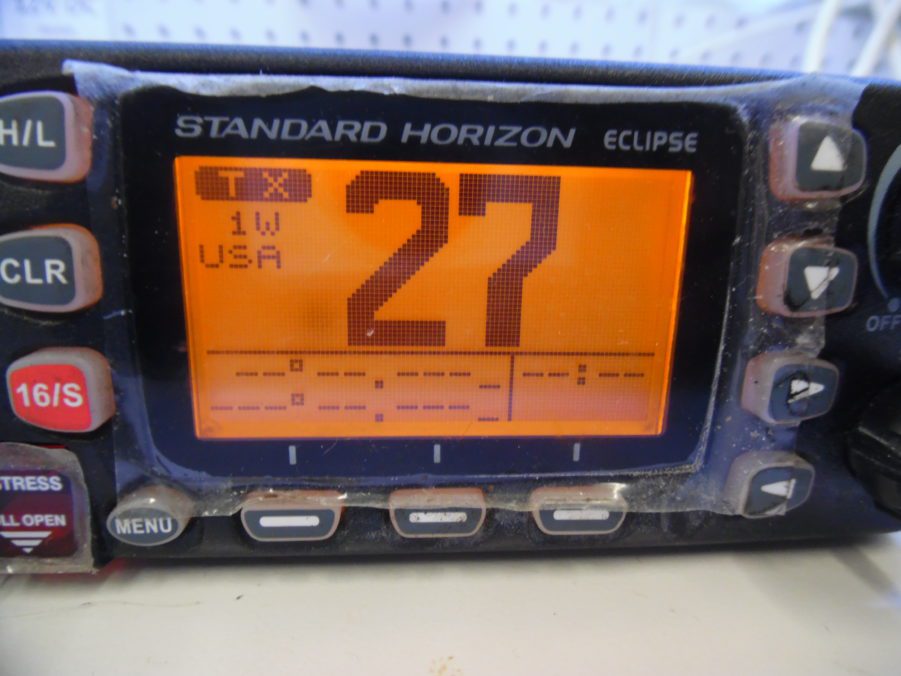 STANDARD HORIZON ECLIPSE
H/L
TX
27
1W
USA
CLR
OFF
16/S
STRESS
LL OPEN
MENU